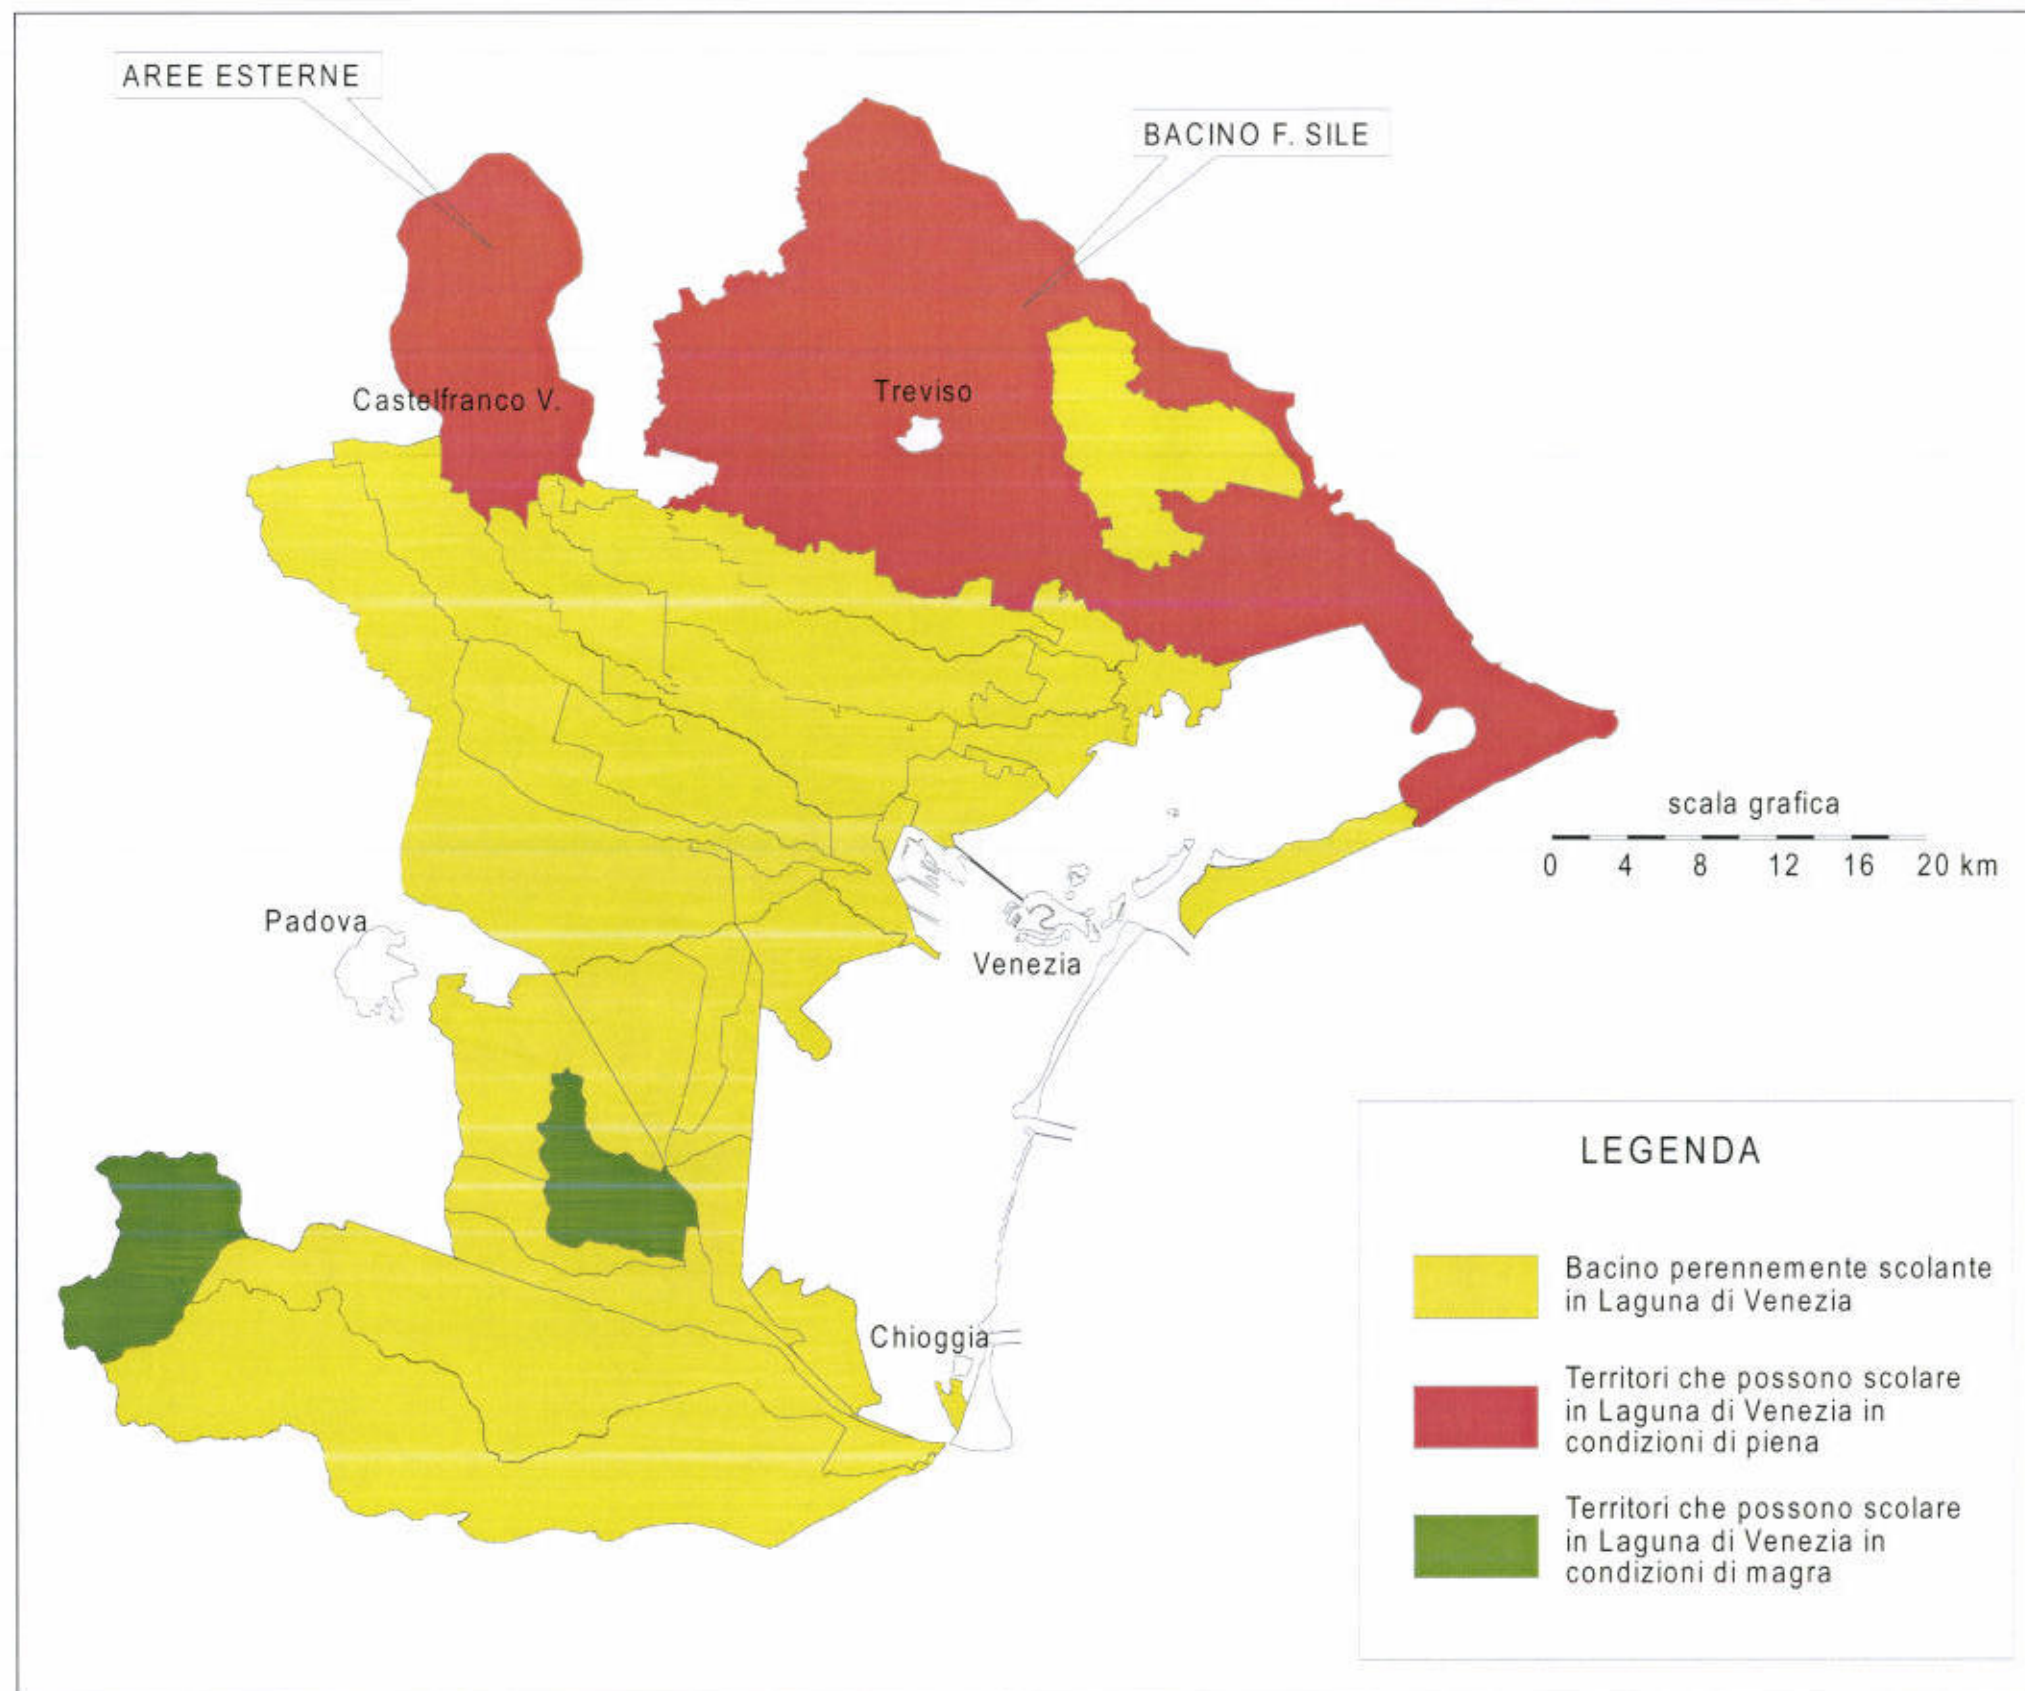 AREE ESTERNE
BACINO F. SILE
Castelfranco V.
Treviso
scala grafica
0 4 8 12 16 20 km
Padova
Venezia
Chioggia
LEGENDA
Bacino perennemente scolante
in Laguna di Venezia
Territori che possono scolare
in Laguna di Venezia in
condizioni di piena
Territori che possono scolare
in Laguna di Venezia in
condizioni di magra